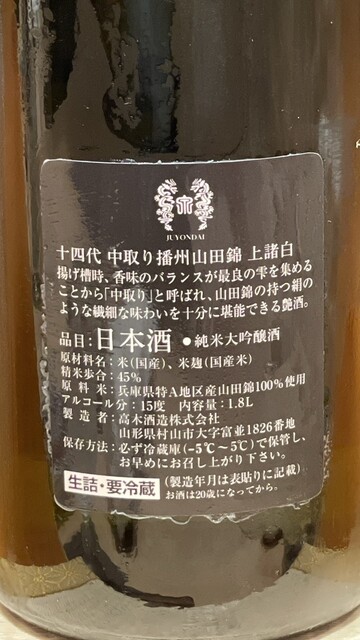 JUYONDAI
十四代 中取り播州山田錦 上諸白
揚げ槽時、香味のバランスが最良の雫を集める
ことから「中取り」と呼ばれ、山田錦の持つ絹の
ような繊細な味わいを十分に堪能できる艶酒。
品目：日本酒 ●純米大吟醸酒
原材料名：米（国産）、米麹（国産米）
精米歩合：45%
原料米：兵庫県特A地区産山田錦100％使用
アルコール分：15度 内容量：1.8L
製造者：高木酒造株式会社
山形県村山市大字富並1826番地
保存方法：必ず冷蔵庫（-5℃～5℃）で保管し、
お早めにお召し上がり下さい。
生詰・要冷蔵 （製造年月は表貼りに記載）
お酒は20歳になってから。